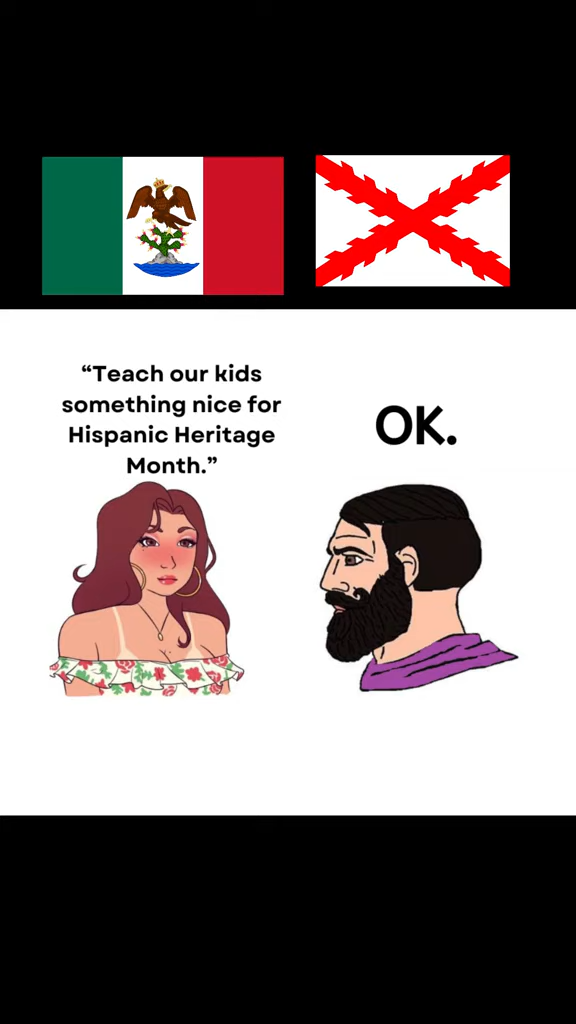 “Teach our kids
something nice for
Hispanic Heritage
Month.”
OK.